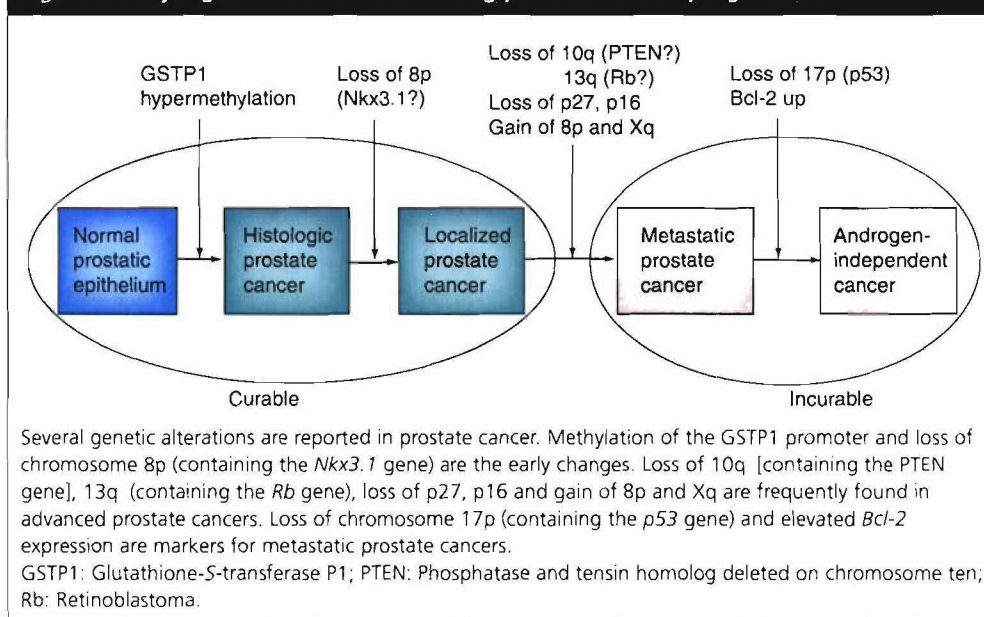 GSTP1
hypermethylation
Loss of 8p
(Nkx3.1?)
Loss of 10q (PTEN?)
13q (Rb?)
Loss of p27, p16
Gain of 8p and Xq
Loss of 17p (p53)
Bcl-2 up
Normal
prostatic
epithelium
Histologic
prostate
cancer
Localized
prostate
cancer
Metastatic
prostate
cancer
Androgen-
independent
cancer
Curable
Incurable
Several genetic alterations are reported in prostate cancer. Methylation of the GSTP1 promoter and loss of
chromosome 8p (containing the Nkx3.1 gene) are the early changes. Loss of 10q [containing the PTEN
gene], 13q (containing the Rb gene), loss of p27, p16 and gain of 8p and Xq are frequently found in
advanced prostate cancers. Loss of chromosome 17p (containing the p53 gene) and elevated Bcl-2
expression are markers for metastatic prostate cancers.
GSTP1: Glutathione-S-transferase P1; PTEN: Phosphatase and tensin homolog deleted on chromosome ten;
Rb: Retinoblastoma.